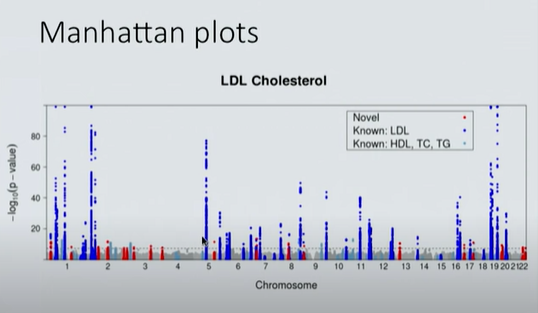 Manhattan plots
LDL Cholesterol
Novel
Known: LDL
Known: HDL, TC, TG
−log₁₀(p−value)
80
60
40
20
1 2 3 4 5 6 7 8 9 10 11 12 13 14 15 16 17 18 19 20 21 22
Chromosome